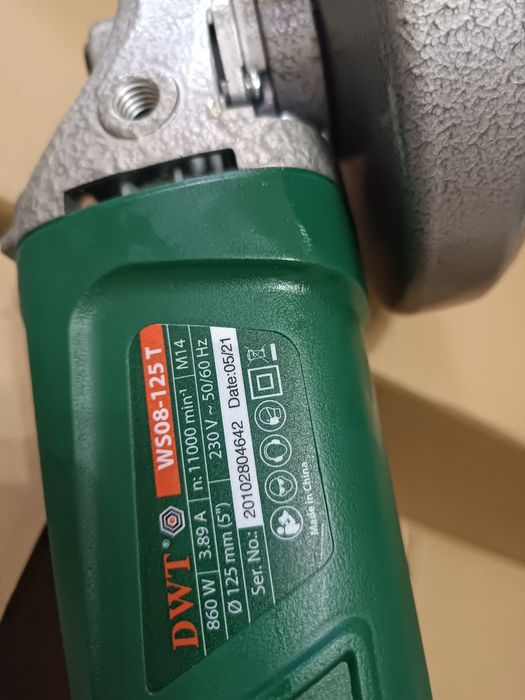 DWT® WS08-125 T
860 W 3.89 A n: 11000 min⁻¹ M14
Ø 125 mm (5") 230 V ~ 50/60 Hz
Ser. No.: 20102804642 Date:05/21
Made in China